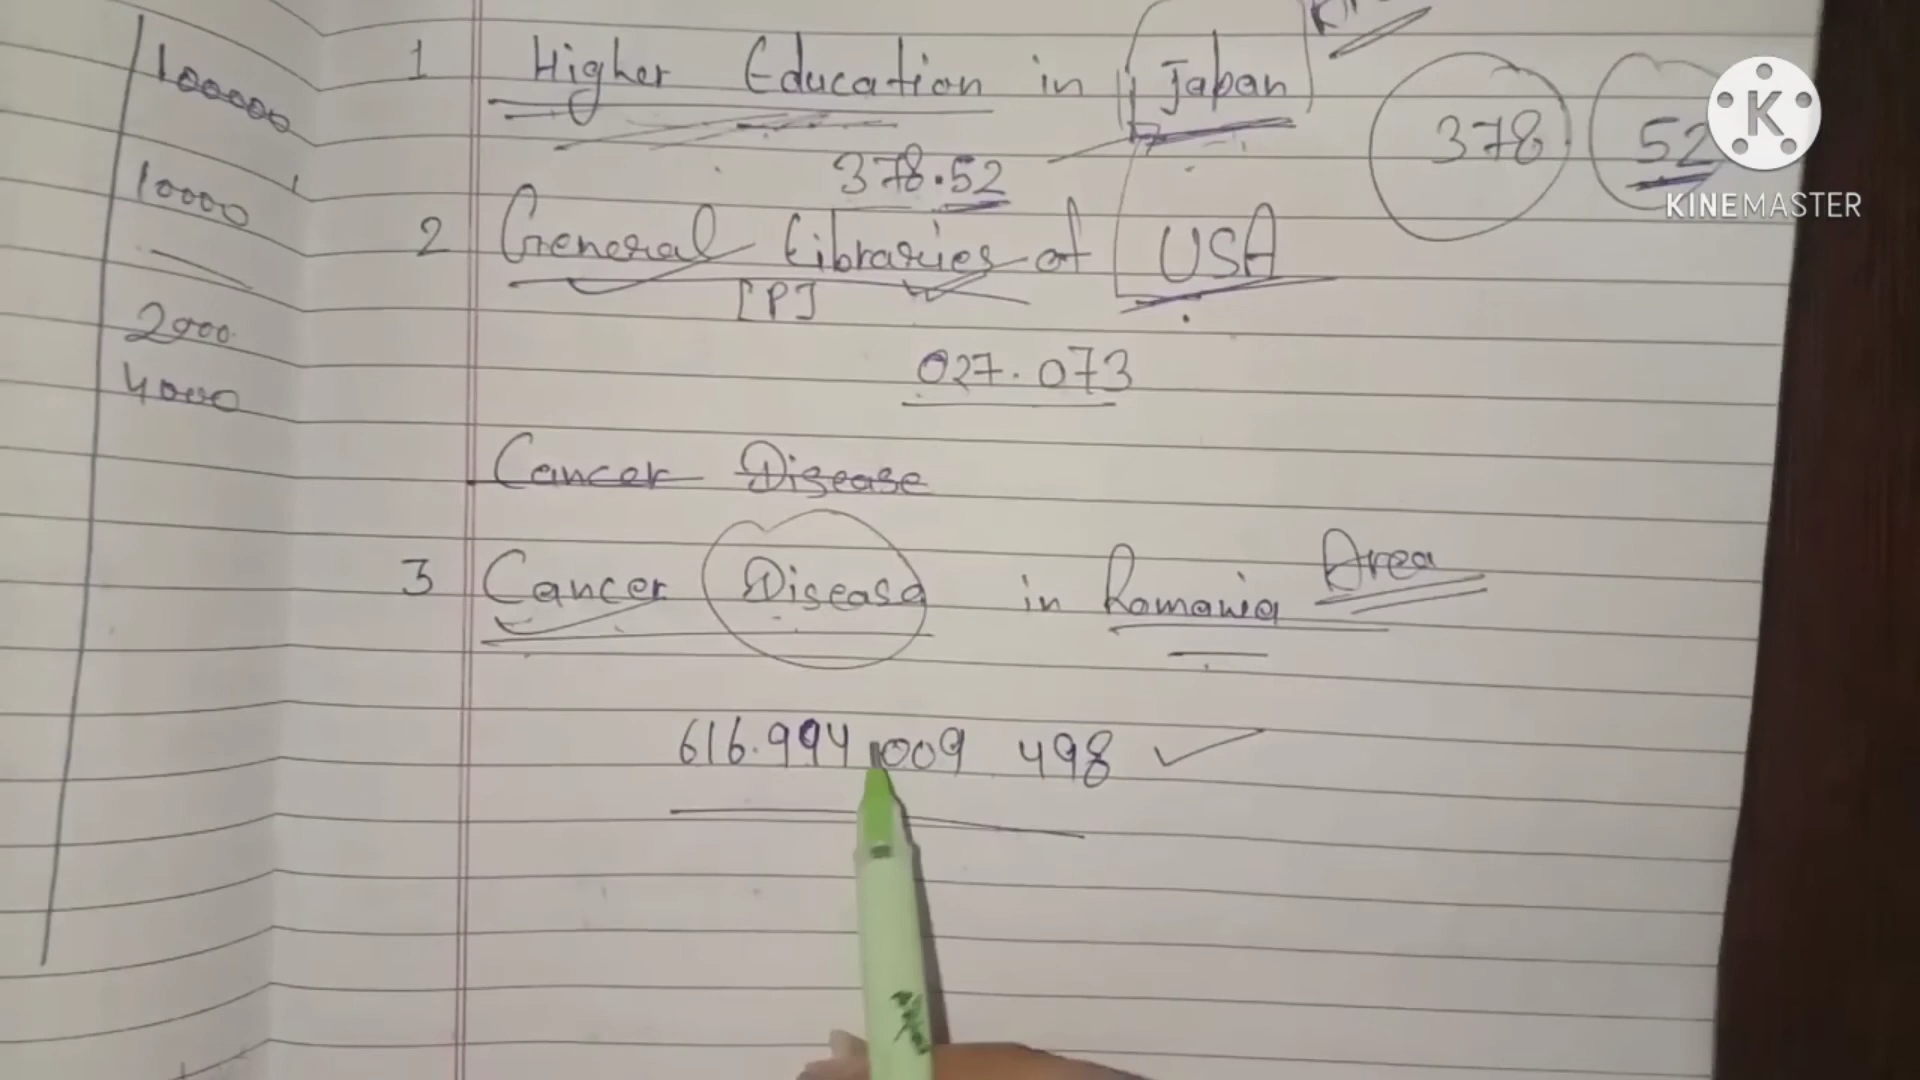 100000
10000
2000
4000
1 Higher Education in Japan
378 52
378.52
2 General Libraries of USA
[P]
027.073
Cancer Disease
3 Cancer Disease in Romania Area
616.994 009 498
K
KINEMASTER